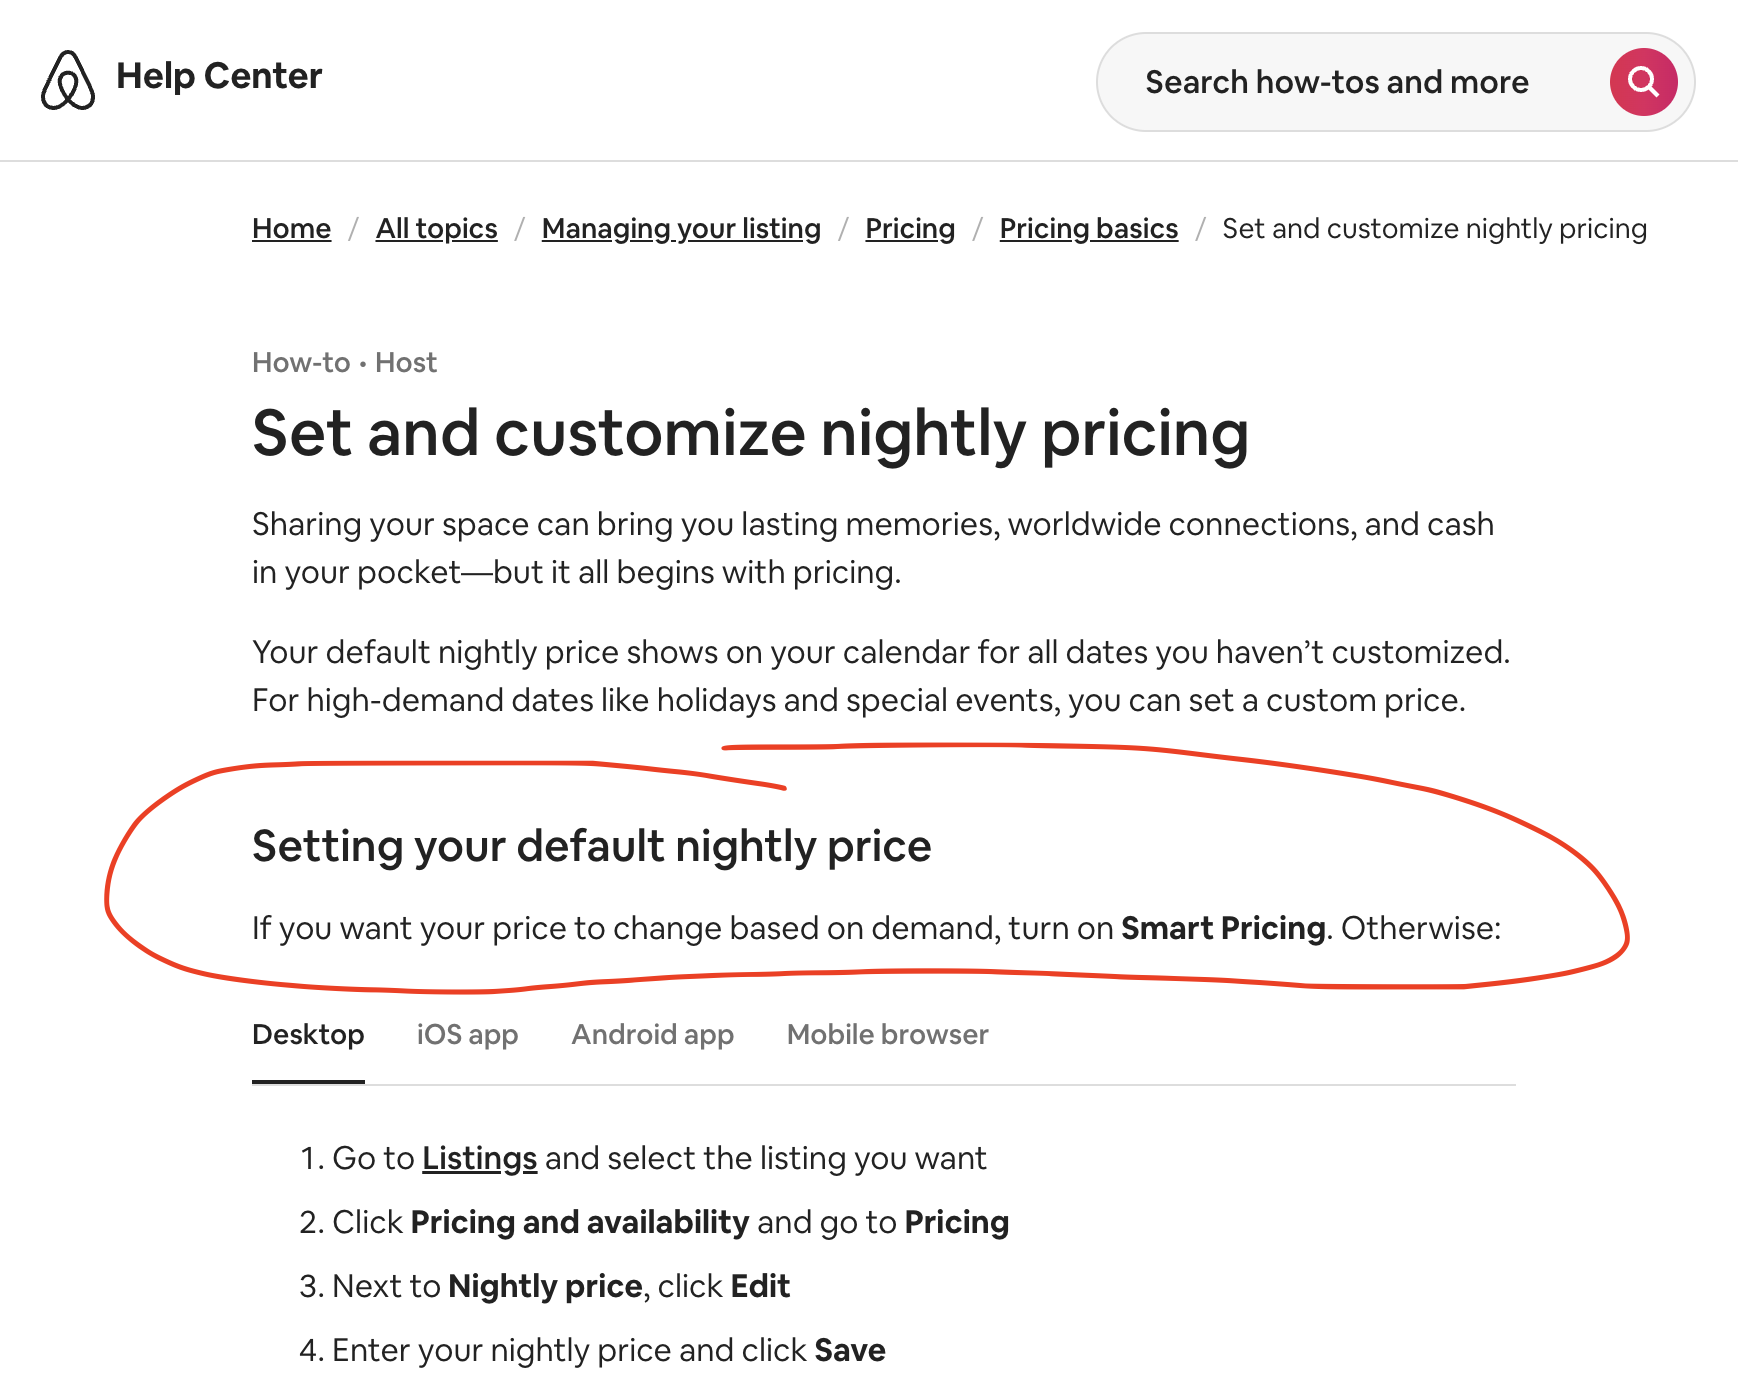 Help Center
Search how-tos and more
Home / All topics / Managing your listing / Pricing / Pricing basics / Set and customize nightly pricing
How-to • Host
Set and customize nightly pricing
Sharing your space can bring you lasting memories, worldwide connections, and cash
in your pocket—but it all begins with pricing.
Your default nightly price shows on your calendar for all dates you haven’t customized.
For high-demand dates like holidays and special events, you can set a custom price.
Setting your default nightly price
If you want your price to change based on demand, turn on Smart Pricing. Otherwise:
Desktop iOS app Android app Mobile browser
1. Go to Listings and select the listing you want
2. Click Pricing and availability and go to Pricing
3. Next to Nightly price, click Edit
4. Enter your nightly price and click Save